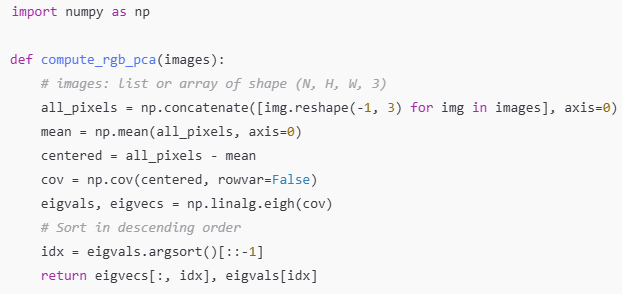 import numpy as np
def compute_rgb_pca(images):
    # images: list or array of shape (N, H, W, 3)
    all_pixels = np.concatenate([img.reshape(-1, 3) for img in images], axis=0)
    mean = np.mean(all_pixels, axis=0)
    centered = all_pixels - mean
    cov = np.cov(centered, rowvar=False)
    eigvals, eigvecs = np.linalg.eigh(cov)
    # Sort in descending order
    idx = eigvals.argsort()[::-1]
    return eigvecs[:, idx], eigvals[idx]